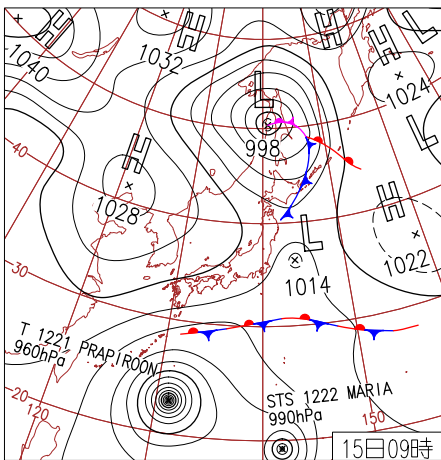 H
1040
H
1032
H
H
H
1024
L
L
998
40
H
1028
H
1022
L
1014
30
T 1221 PRAPIROON
960hPa
STS 1222 MARIA
990hPa
20
120
150
15日09時